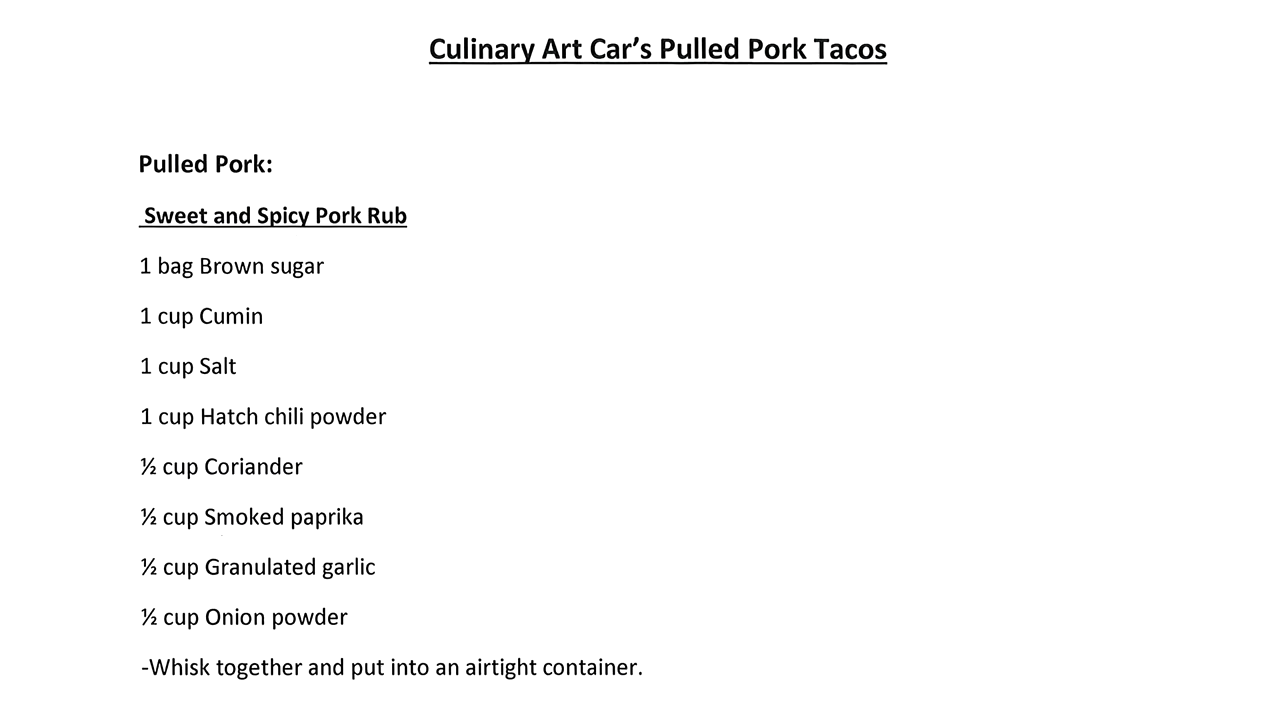 Culinary Art Car’s Pulled Pork Tacos
Pulled Pork:
Sweet and Spicy Pork Rub
1 bag Brown sugar
1 cup Cumin
1 cup Salt
1 cup Hatch chili powder
½ cup Coriander
½ cup Smoked paprika
½ cup Granulated garlic
½ cup Onion powder
-Whisk together and put into an airtight container.